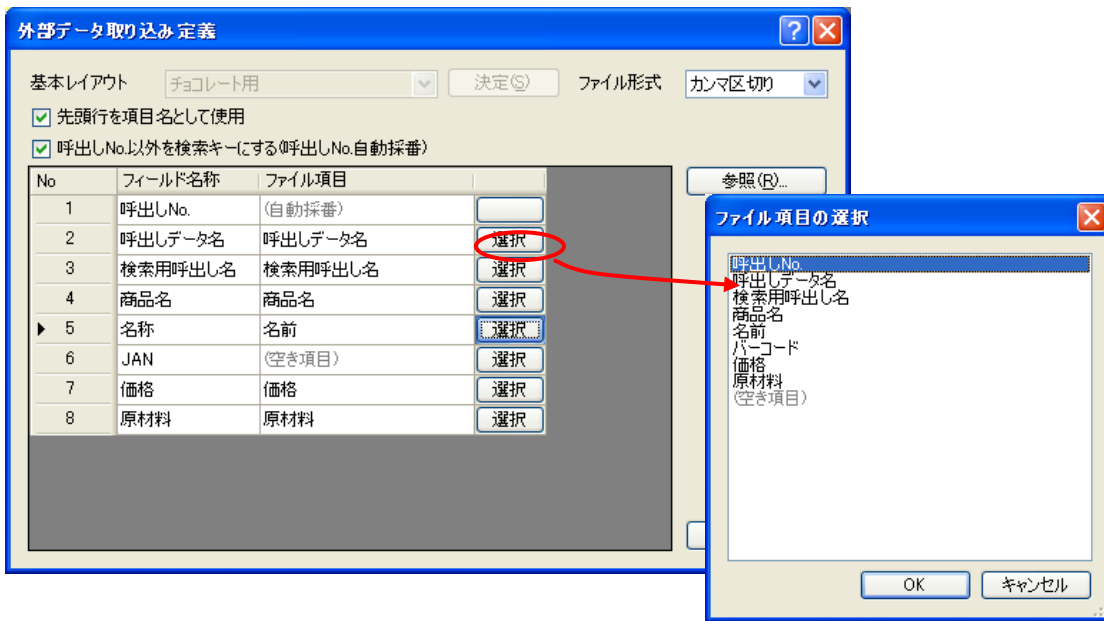 外部データ取り込み定義
基本レイアウト チョコレート用 決定(S) ファイル形式 カンマ区切り
先頭行を項目名として使用
呼出しNo.以外を検索キーにする(呼出しNo.自動採番)
No フィールド名称 ファイル項目
1 呼出しNo. (自動採番)
2 呼出しデータ名 呼出しデータ名 選択
3 検索用呼出し名 検索用呼出し名 選択
4 商品名 商品名 選択
5 名称 名前 選択
6 JAN (空き項目) 選択
7 価格 価格 選択
8 原材料 原材料 選択
参照(R)...
ファイル項目の選択
呼出しNo.
呼出しデータ名
検索用呼出し名
商品名
名前
バーコード
価格
原材料
(空き項目)
OK キャンセル